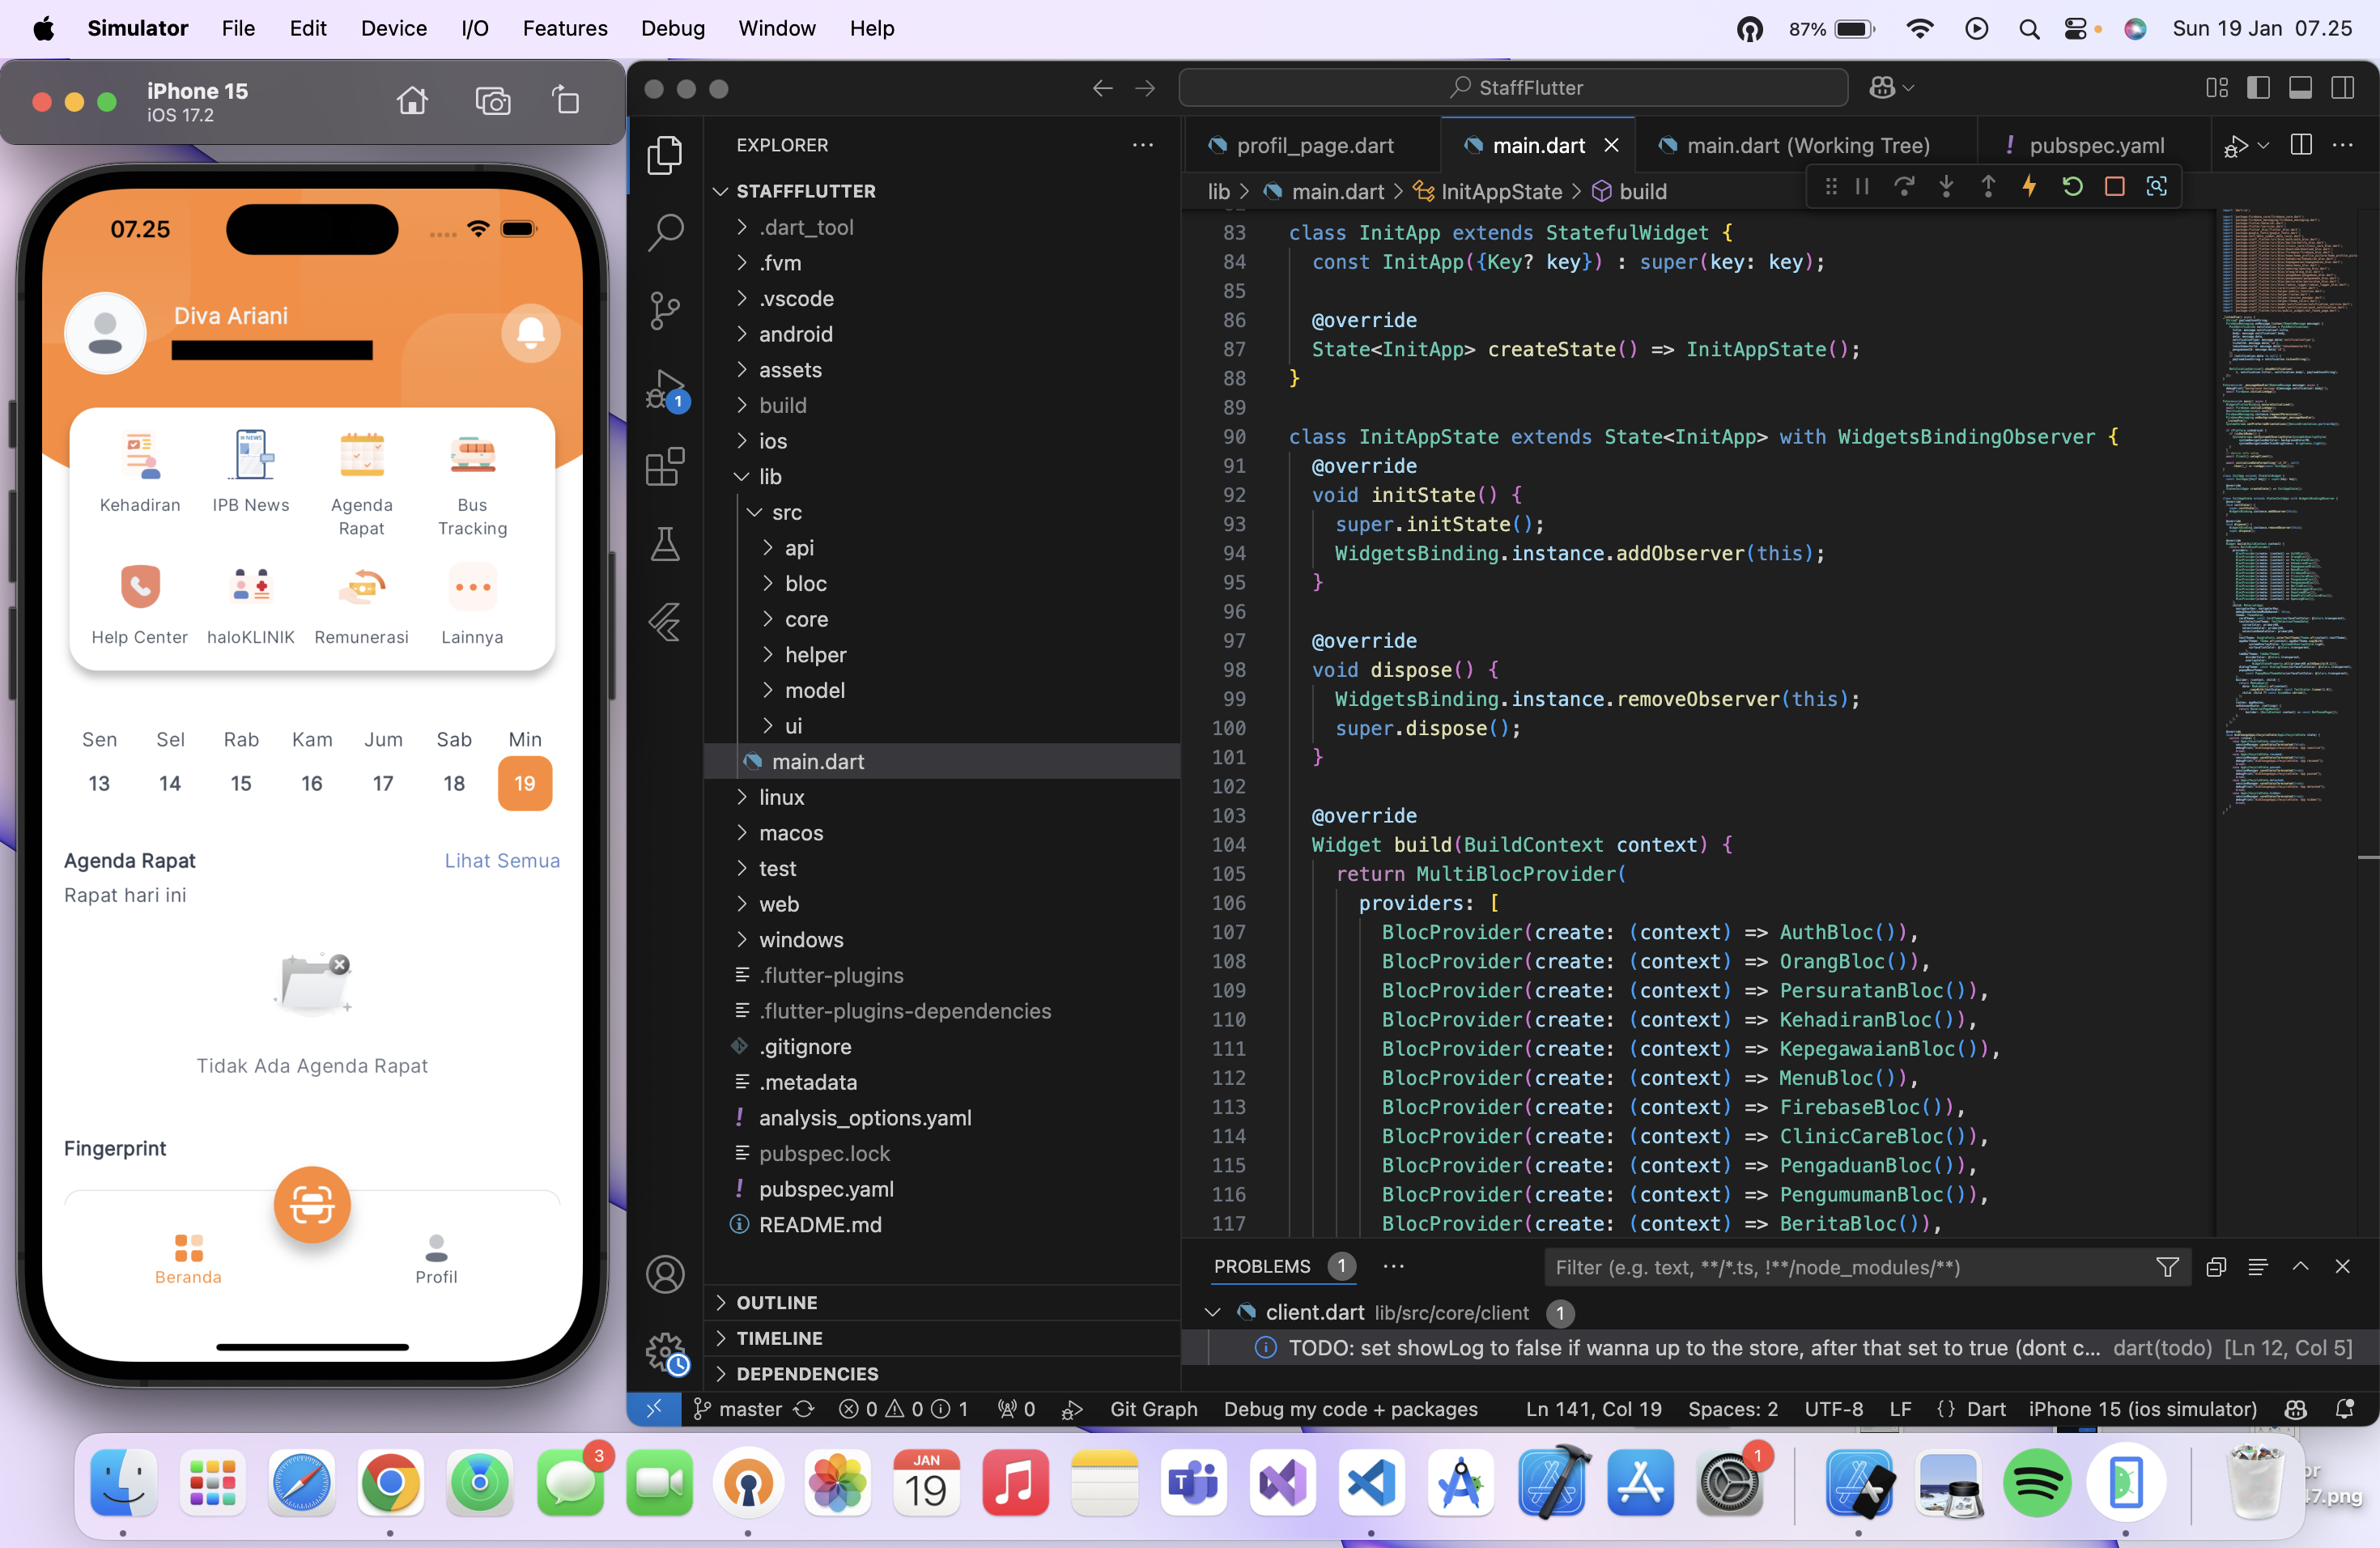 Simulator File Edit Device I/O Features Debug Window Help
87% Sun 19 Jan 07.25
iPhone 15
iOS 17.2
07.25
Diva Ariani
Kehadiran
IPB News
NEWS
Agenda
Rapat
Bus
Tracking
Help Center
haloKLINIK
Remunerasi
Lainnya
Sen Sel Rab Kam Jum Sab Min
13 14 15 16 17 18 19
Agenda Rapat Lihat Semua
Rapat hari ini
Tidak Ada Agenda Rapat
Fingerprint
Beranda Profil
StaffFlutter
1
EXPLORER
STAFFFLUTTER
.dart_tool
.fvm
.vscode
android
assets
build
ios
lib
src
api
bloc
core
helper
model
ui
main.dart
linux
macos
test
web
windows
.flutter-plugins
.flutter-plugins-dependencies
.gitignore
.metadata
analysis_options.yaml
pubspec.lock
pubspec.yaml
README.md
OUTLINE
TIMELINE
DEPENDENCIES
profil_page.dart main.dart main.dart (Working Tree) pubspec.yaml
lib > main.dart > InitAppState > build
83 class InitApp extends StatefulWidget {
84 const InitApp({Key? key}) : super(key: key);
85
86 @override
87 State<InitApp> createState() => InitAppState();
88 }
89
90 class InitAppState extends State<InitApp> with WidgetsBindingObserver {
91 @override
92 void initState() {
93 super.initState();
94 WidgetsBinding.instance.addObserver(this);
95 }
96
97 @override
98 void dispose() {
99 WidgetsBinding.instance.removeObserver(this);
100 super.dispose();
101 }
102
103 @override
104 Widget build(BuildContext context) {
105 return MultiBlocProvider(
106 providers: [
107 BlocProvider(create: (context) => AuthBloc()),
108 BlocProvider(create: (context) => OrangBloc()),
109 BlocProvider(create: (context) => PersuratanBloc()),
110 BlocProvider(create: (context) => KehadiranBloc()),
111 BlocProvider(create: (context) => KepegawaianBloc()),
112 BlocProvider(create: (context) => MenuBloc()),
113 BlocProvider(create: (context) => FirebaseBloc()),
114 BlocProvider(create: (context) => ClinicCareBloc()),
115 BlocProvider(create: (context) => PengaduanBloc()),
116 BlocProvider(create: (context) => PengumumanBloc()),
117 BlocProvider(create: (context) => BeritaBloc()),
PROBLEMS 1 Filter (e.g. text, **/*.ts, !**/node_modules/**)
client.dart lib/src/core/client 1
TODO: set showLog to false if wanna up to the store, after that set to true (dont c... dart(todo) [Ln 12, Col 5]
master 0 0 1 0 Git Graph Debug my code + packages Ln 141, Col 19 Spaces: 2 UTF-8 LF {} Dart iPhone 15 (ios simulator)
3
JAN
19
T
1
47.png